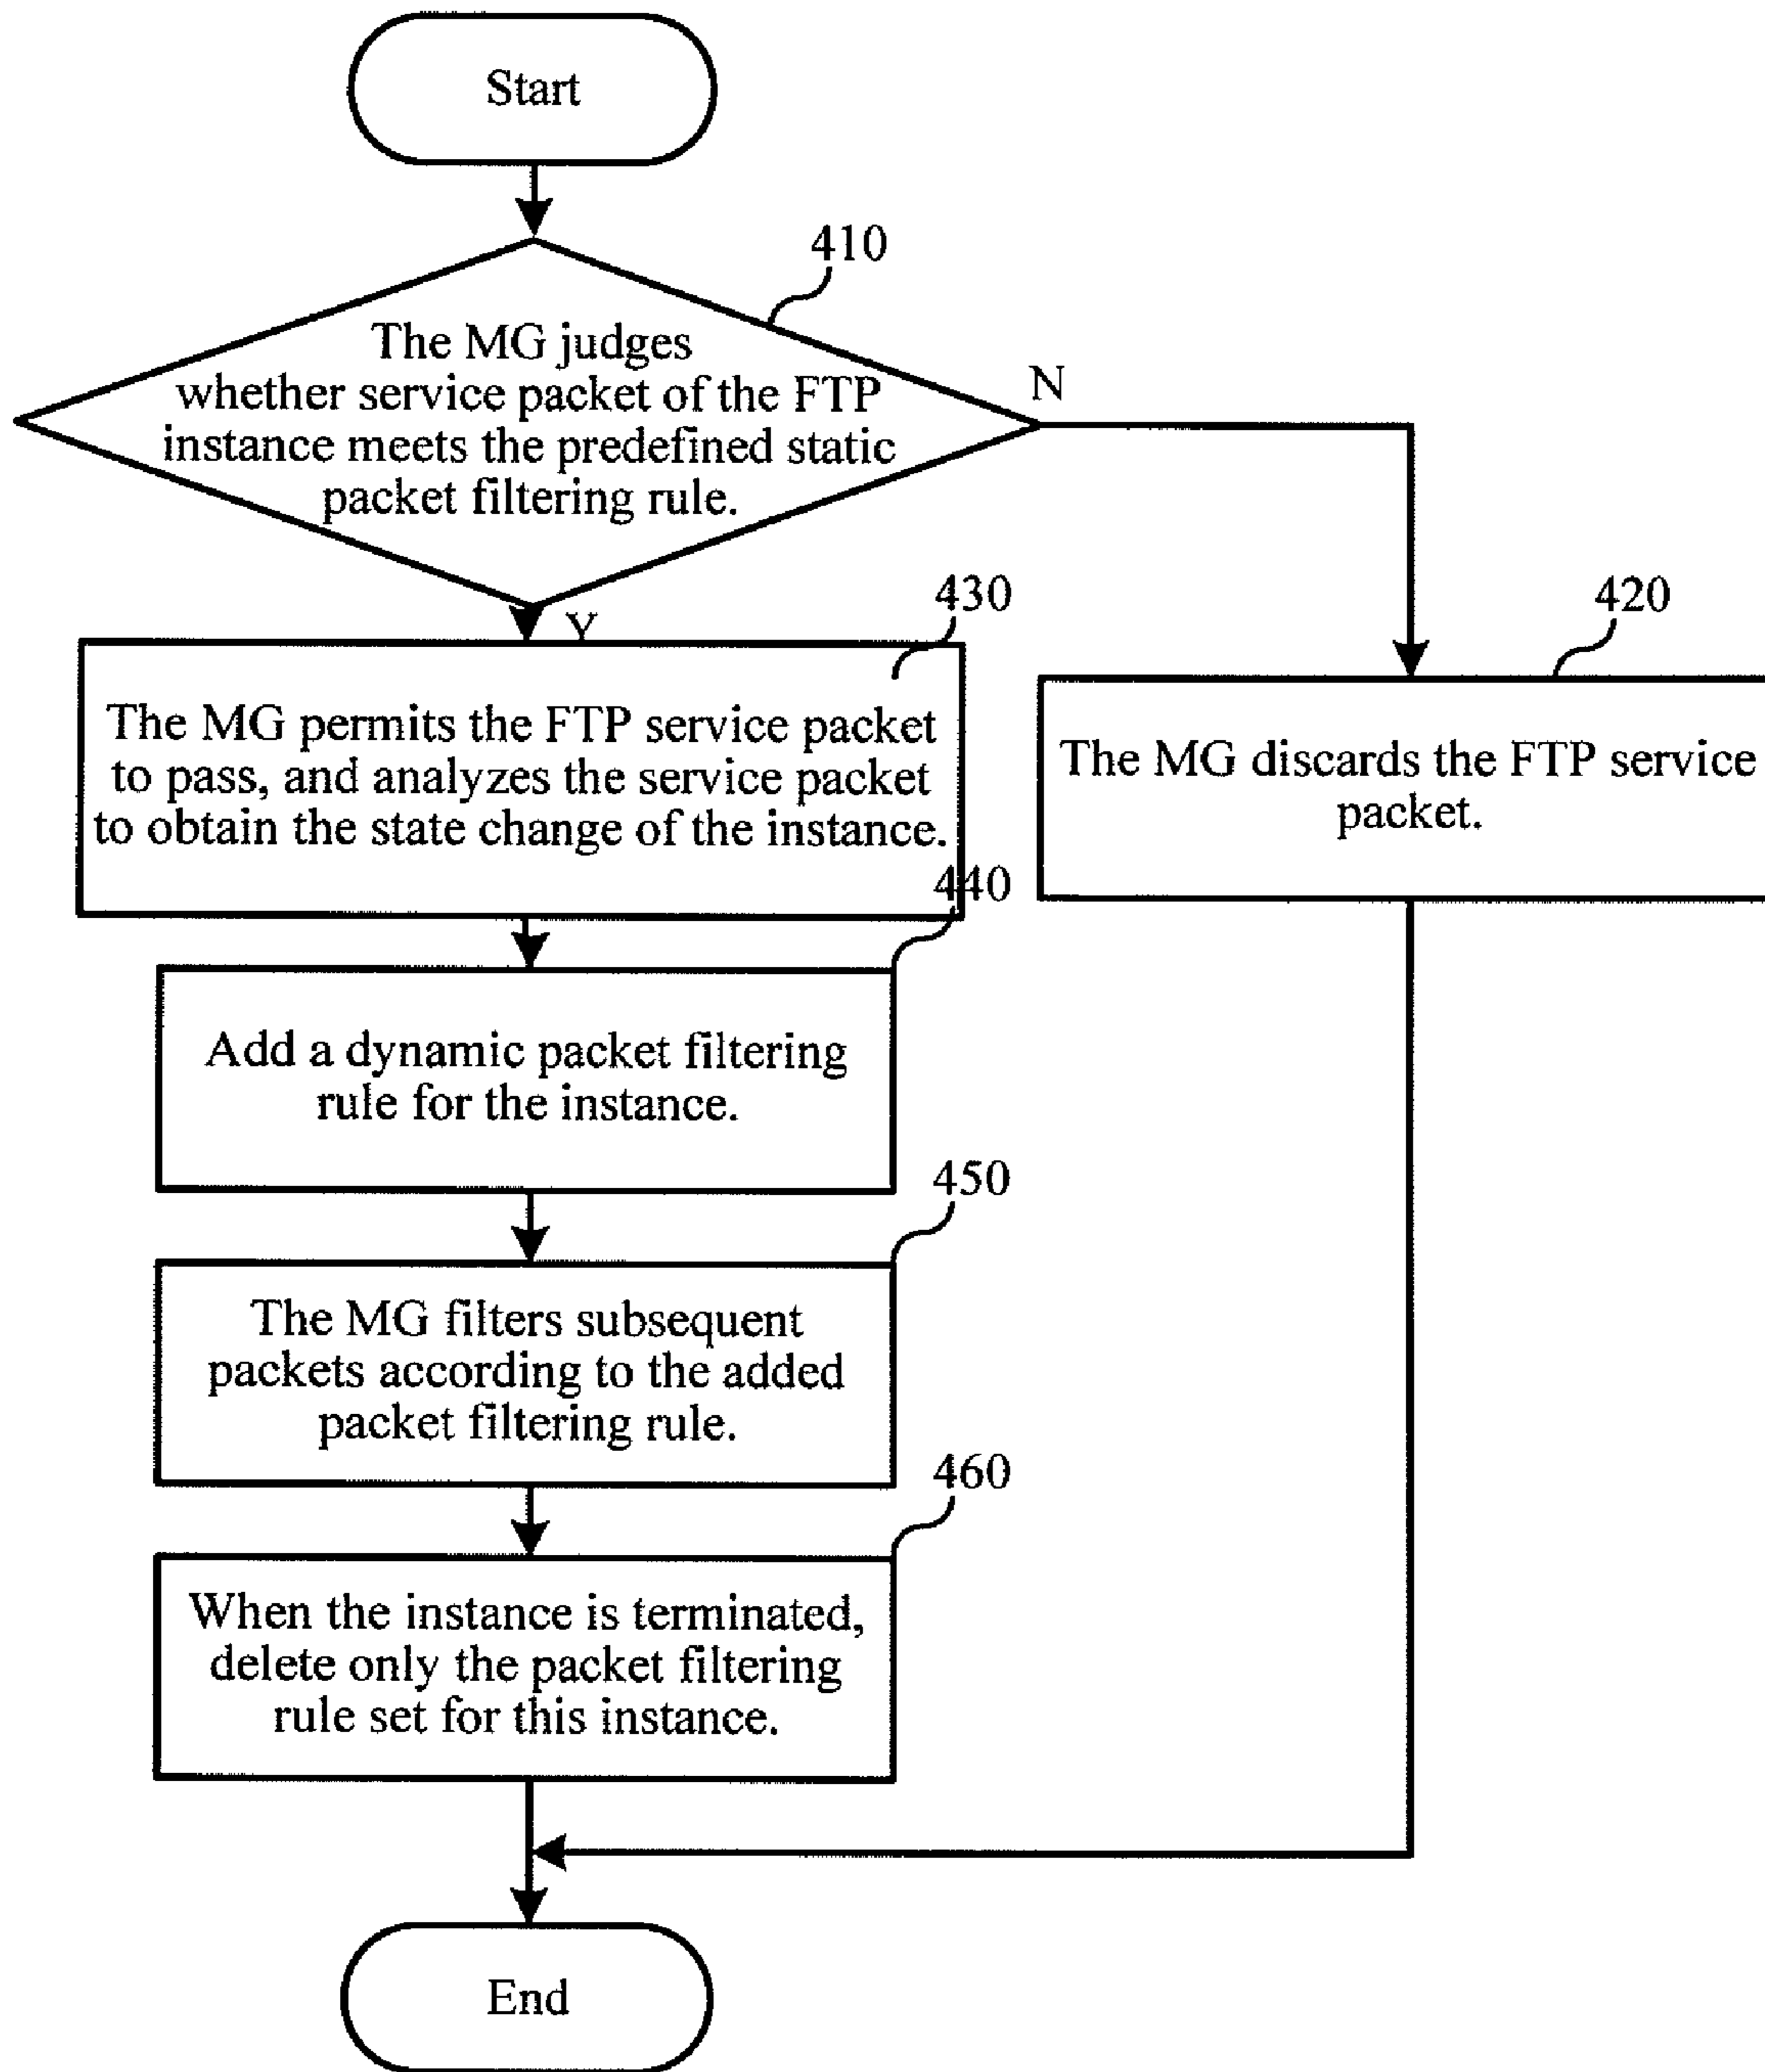 Start
410
The MG judges
whether service packet of the FTP
instance meets the predefined static
packet filtering rule.
N
Y
430
420
The MG permits the FTP service packet
to pass, and analyzes the service packet
to obtain the state change of the instance.
The MG discards the FTP service
packet.
440
Add a dynamic packet filtering
rule for the instance.
450
The MG filters subsequent
packets according to the added
packet filtering rule.
460
When the instance is terminated,
delete only the packet filtering
rule set for this instance.
End